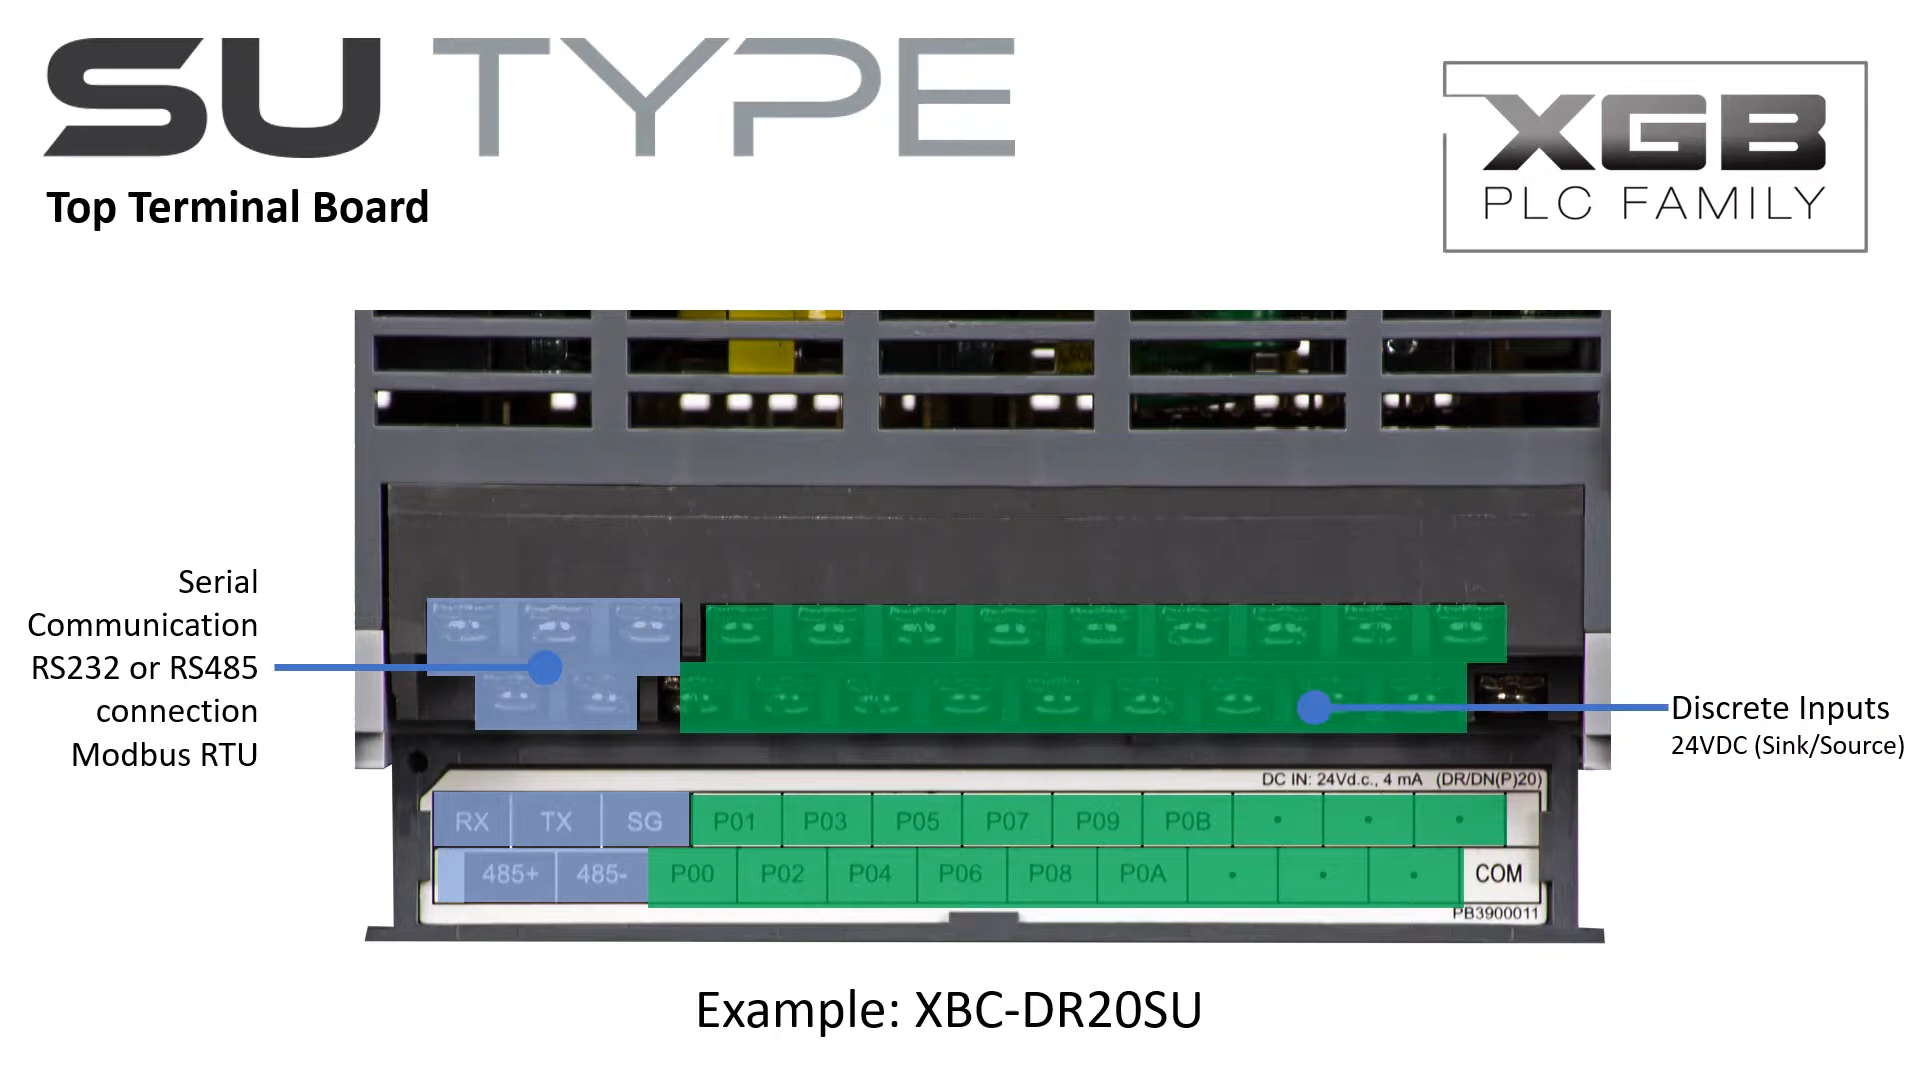 SU TYPE
Top Terminal Board
XGB
PLC FAMILY
Serial
Communication
RS232 or RS485
connection
Modbus RTU
Discrete Inputs
24VDC (Sink/Source)
DC IN: 24Vd.c., 4 mA (DR/DN(P)20)
RX TX SG P01 P03 P05 P07 P09 P0B • • •
485+ 485- P00 P02 P04 P06 P08 P0A • • • COM
PB3900011
Example: XBC-DR20SU